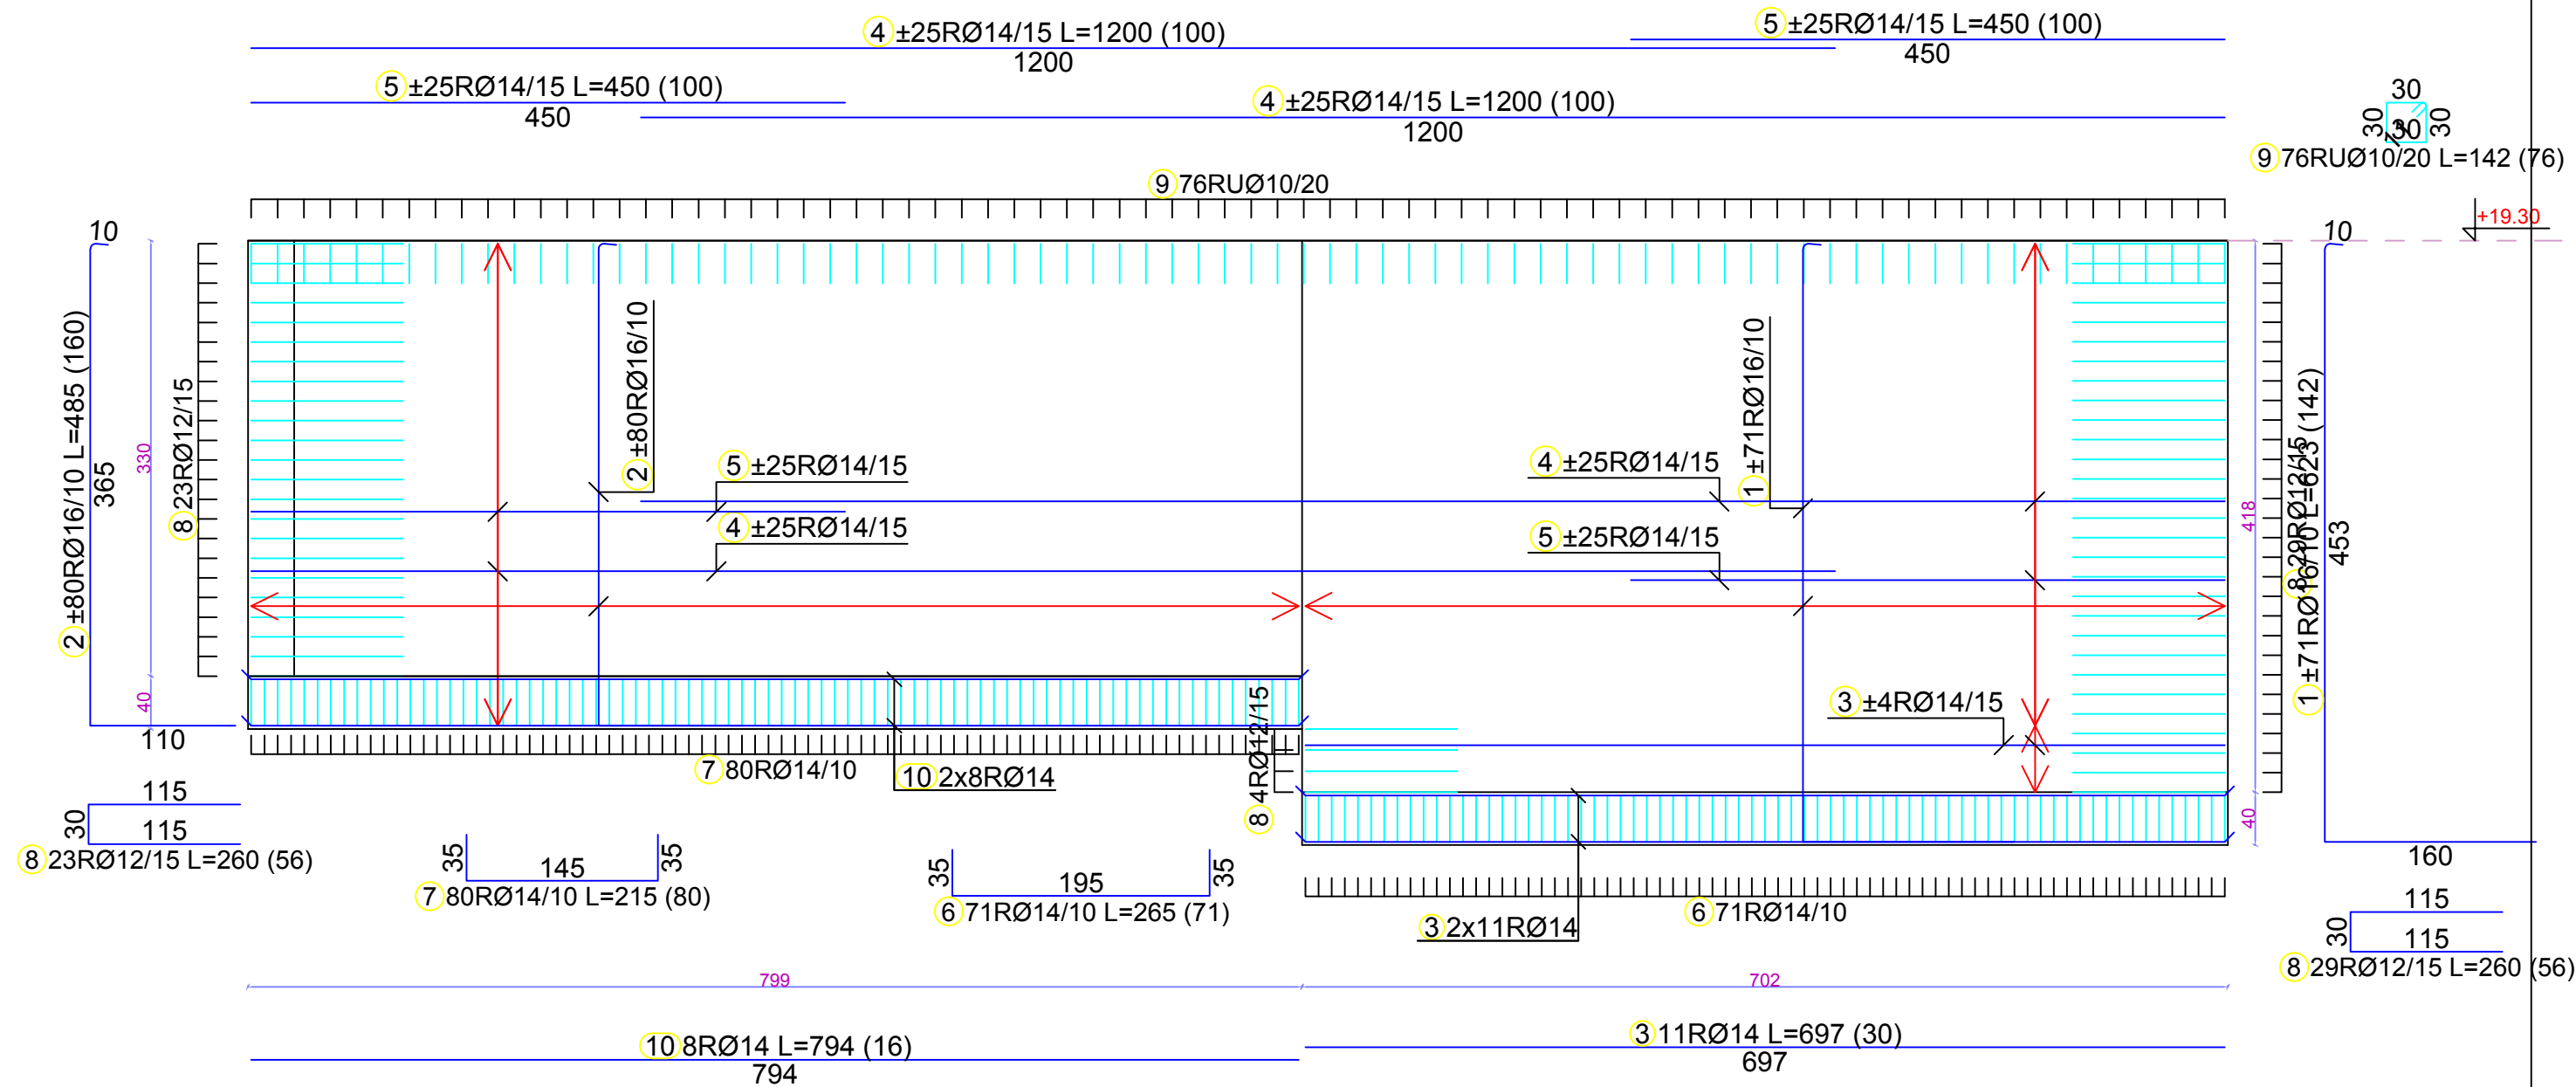 4 ±25RØ14/15 L=1200 (100)
1200
5 ±25RØ14/15 L=450 (100)
450
5 ±25RØ14/15 L=450 (100)
450
4 ±25RØ14/15 L=1200 (100)
1200
30
30
30
30
9 76RUØ10/20 L=142 (76)
9 76RUØ10/20
+19.30
10
10
2 ±80RØ16/10 L=485 (160)
365
330
8 23RØ12/15
2 ±80RØ16/10
5 ±25RØ14/15
4 ±25RØ14/15
4 ±25RØ14/15
5 ±25RØ14/15
1 ±71RØ16/10
418
8 29RØ12/15
1 ±71RØ16/10 L=623 (142)
453
40
110
3 ±4RØ14/15
8 4RØ12/15
7 80RØ14/10
10 2x8RØ14
40
160
115
30
115
8 23RØ12/15 L=260 (56)
35
145
35
7 80RØ14/10 L=215 (80)
35
195
35
6 71RØ14/10 L=265 (71)
3 2x11RØ14
6 71RØ14/10
115
30
115
8 29RØ12/15 L=260 (56)
799
702
10 8RØ14 L=794 (16)
794
3 11RØ14 L=697 (30)
697